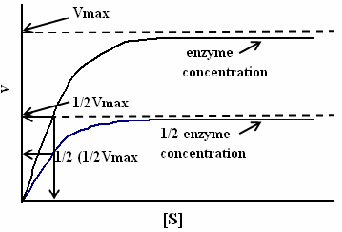 Vmax
enzyme
concentration
1/2Vmax
1/2 enzyme
concentration
1/2 (1/2Vmax
v
[S]